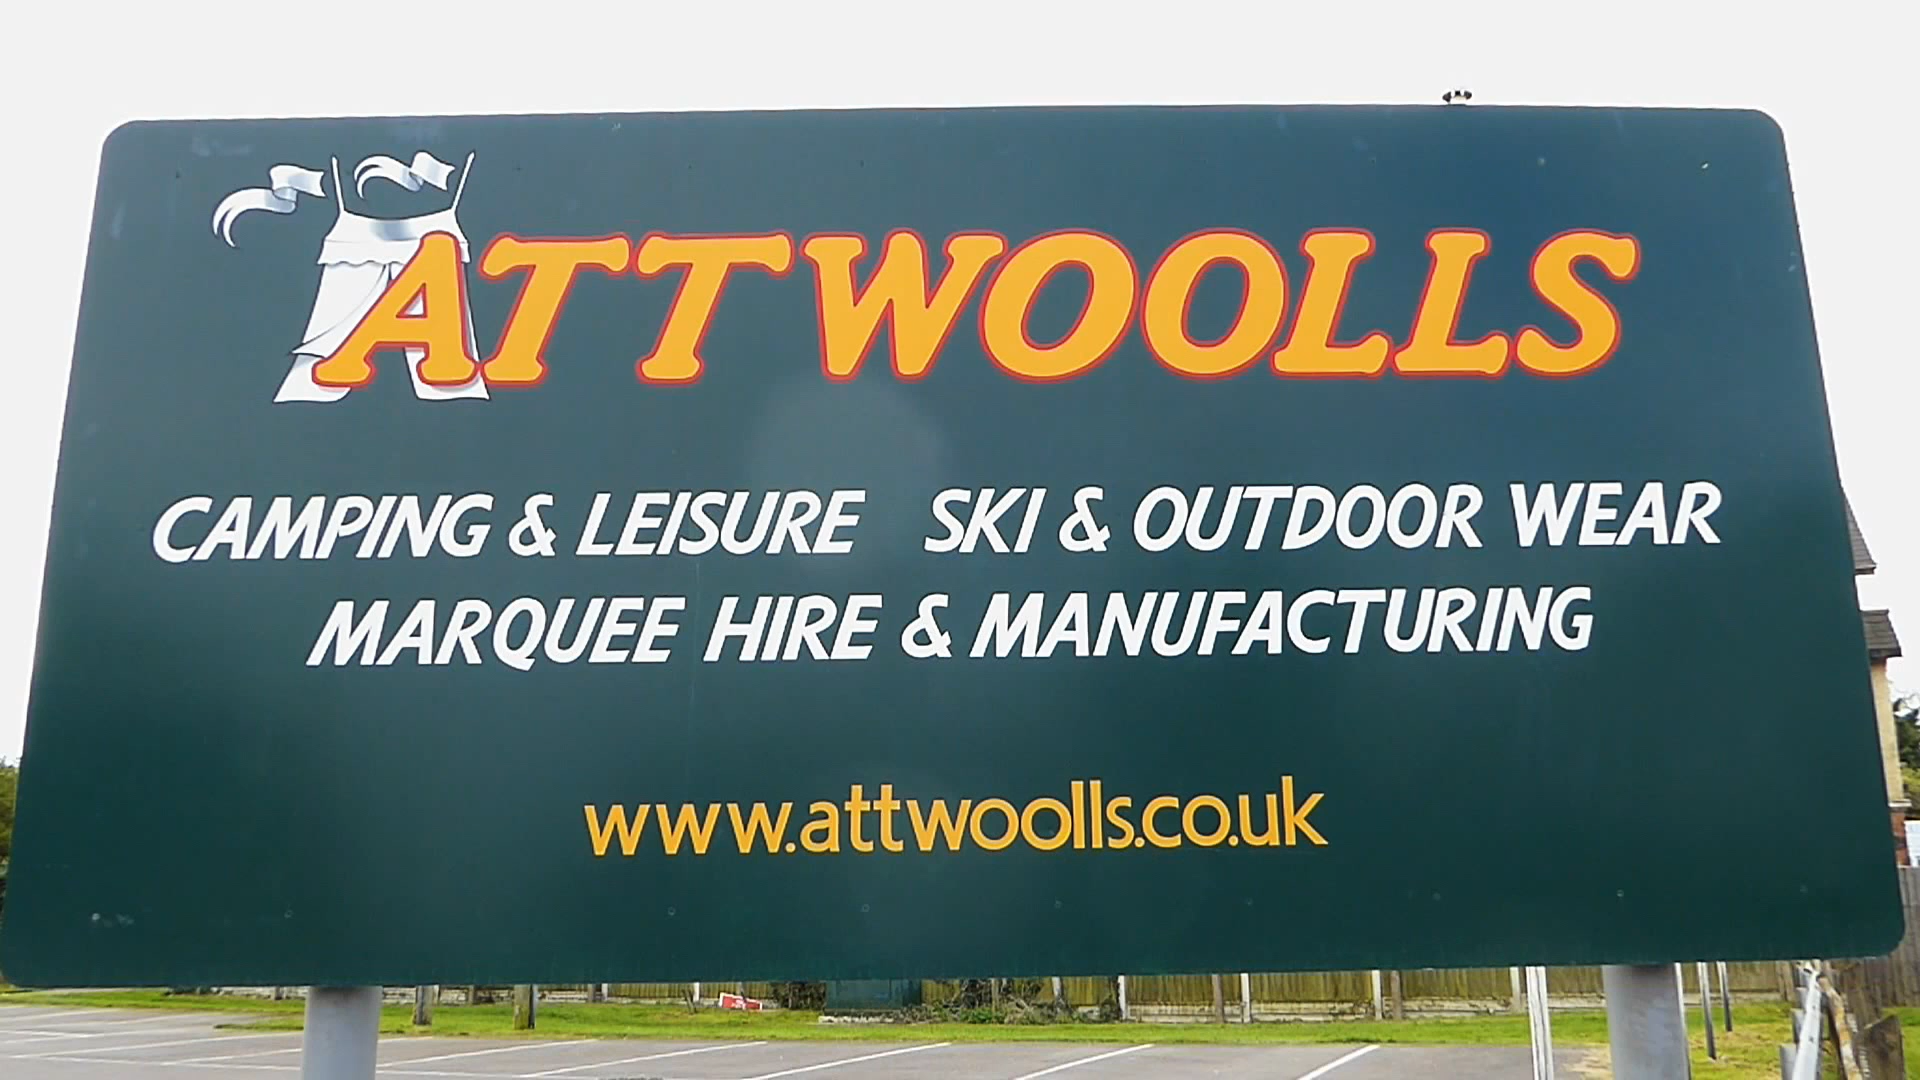 ATTWOOLLS
CAMPING & LEISURE SKI & OUTDOOR WEAR
MARQUEE HIRE & MANUFACTURING
www.attwoolls.co.uk